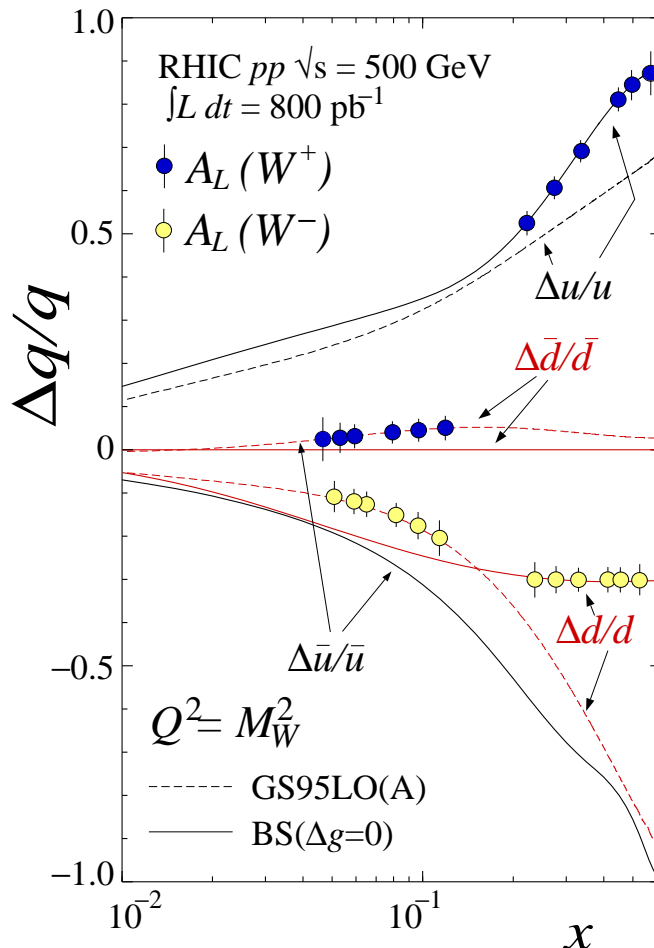 1.0
RHIC pp √s = 500 GeV
∫L dt = 800 pb⁻¹
A_L (W⁺)
A_L (W⁻)
0.5
Δu/u
Δq/q
Δd̄/d̄
0
Δū/ū
Δd/d
−0.5
Q² = M_W²
GS95LO(A)
BS(Δg=0)
−1.0
10⁻²
10⁻¹
x